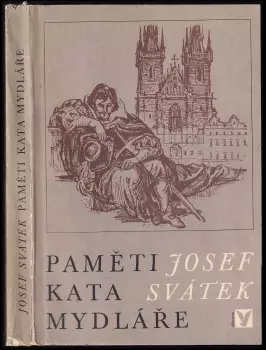 JOSEF SVÁTEK PAMĚTI KATA MYDLÁŘE
PAMĚTI JOSEF
KATA SVÁTEK
MYDLÁŘE